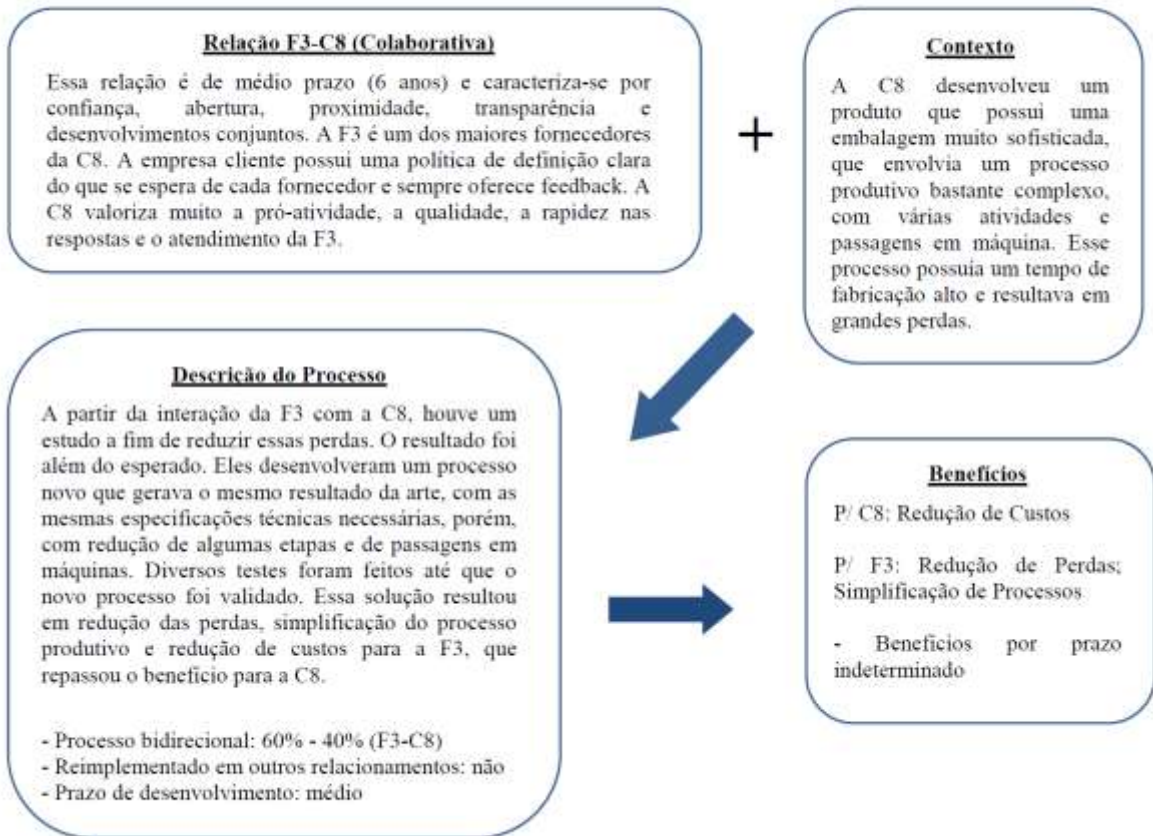 Relação F3-C8 (Colaborativa)
Essa relação é de médio prazo (6 anos) e caracteriza-se por
confiança, abertura, proximidade, transparência e
desenvolvimentos conjuntos. A F3 é um dos maiores fornecedores
da C8. A empresa cliente possui uma política de definição clara
do que se espera de cada fornecedor e sempre oferece feedback. A
C8 valoriza muito a pró-atividade, a qualidade, a rapidez nas
respostas e o atendimento da F3.
+
Contexto
A C8 desenvolveu um
produto que possui uma
embalagem muito sofisticada,
que envolvia um processo
produtivo bastante complexo,
com várias atividades e
passagens em máquina. Esse
processo possuía um tempo de
fabricação alto e resultava em
grandes perdas.
Descrição do Processo
A partir da interação da F3 com a C8, houve um
estudo a fim de reduzir essas perdas. O resultado foi
além do esperado. Eles desenvolveram um processo
novo que gerava o mesmo resultado da arte, com as
mesmas especificações técnicas necessárias, porém,
com redução de algumas etapas e de passagens em
máquinas. Diversos testes foram feitos até que o
novo processo foi validado. Essa solução resultou
em redução das perdas, simplificação do processo
produtivo e redução de custos para a F3, que
repassou o benefício para a C8.
- Processo bidirecional: 60% - 40% (F3-C8)
- Reimplementado em outros relacionamentos: não
- Prazo de desenvolvimento: médio
Benefícios
P/ C8: Redução de Custos
P/ F3: Redução de Perdas;
Simplificação de Processos
- Benefícios por prazo
indeterminado